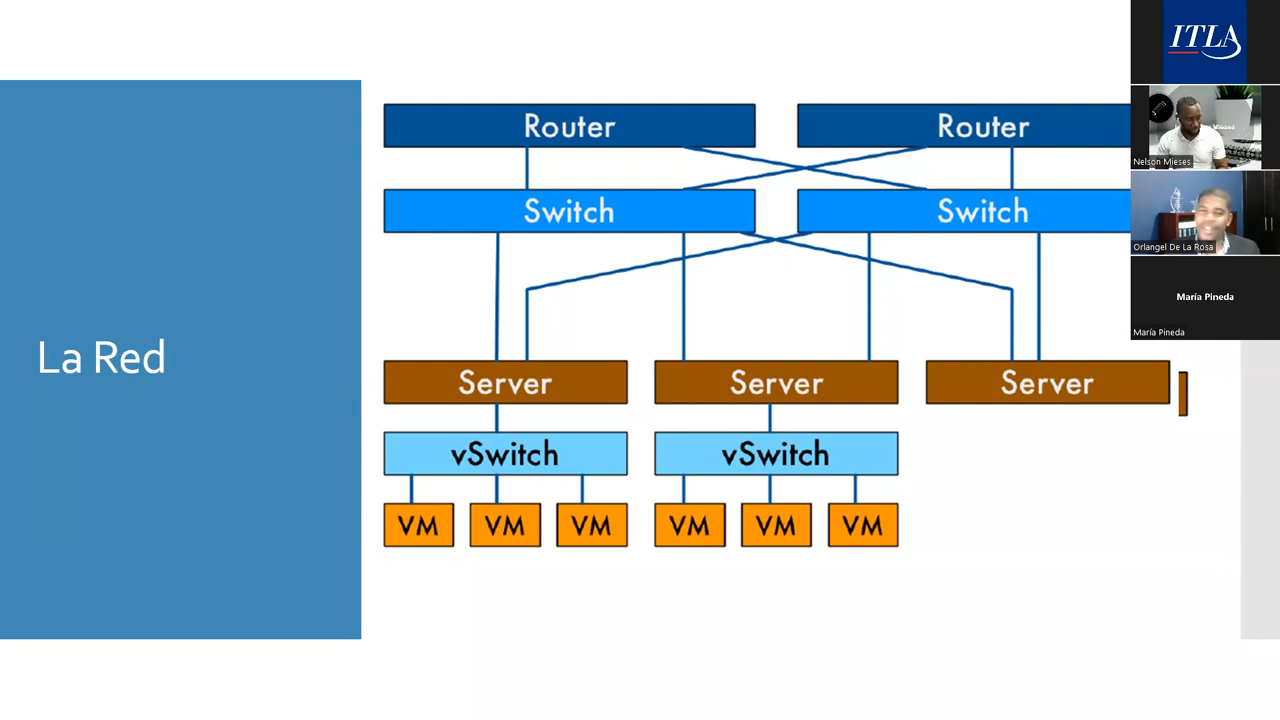 La Red
Router
Router
Switch
Switch
Server
Server
Server
vSwitch
vSwitch
VM
VM
VM
VM
VM
VM
ITLA
Nelson Mieses
Orlangel De La Rosa
María Pineda
María Pineda